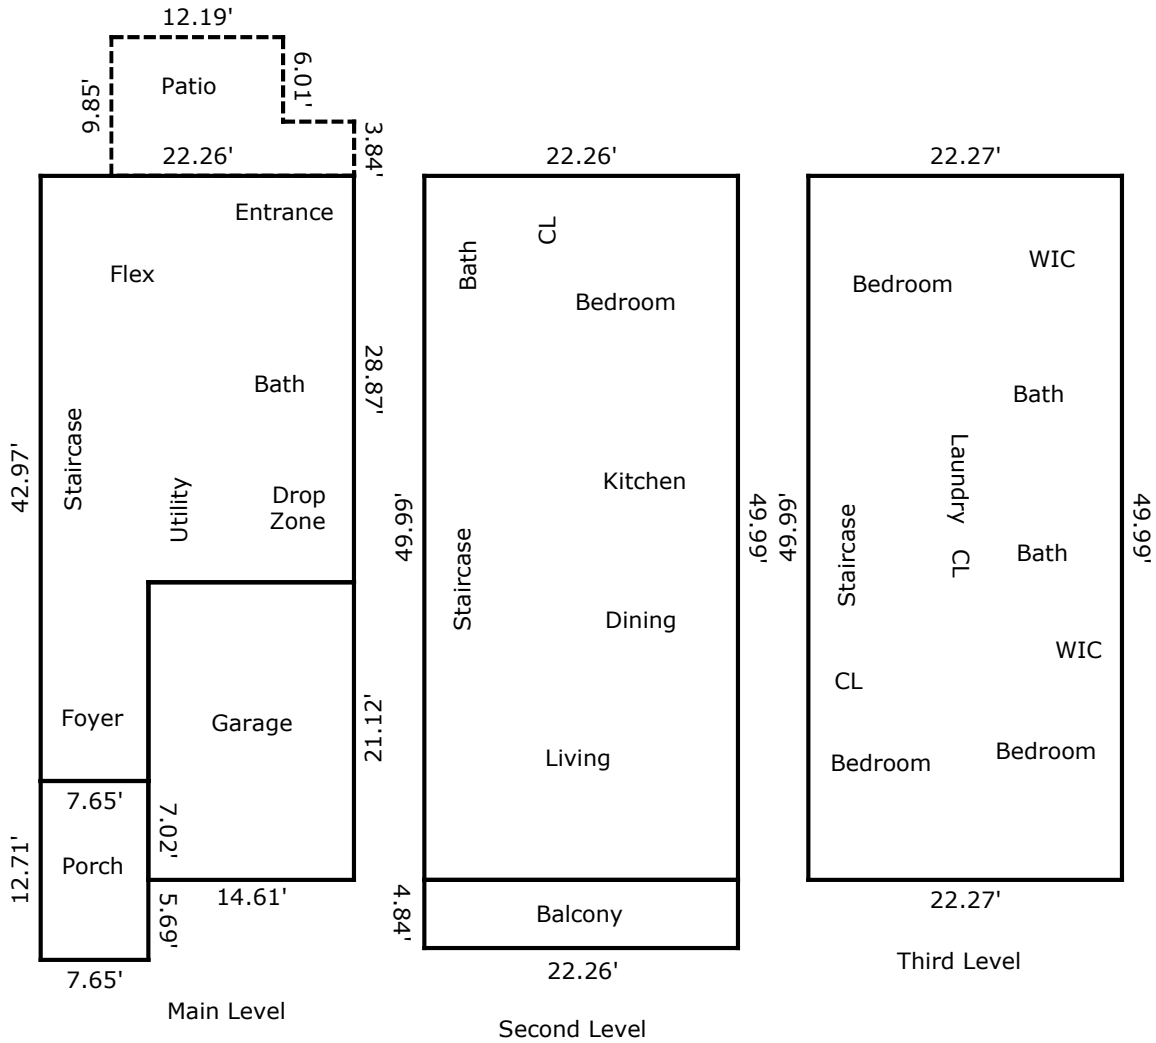 12.19'
9.85'
Patio
6.01'
3.84'
22.26'
Entrance
Flex
Bath
28.87'
Staircase
42.97'
Utility
Drop
Zone
Foyer
Garage
21.12'
7.65'
7.02'
12.71'
Porch
14.61'
5.69'
7.65'
Main Level
22.26'
CL
Bath
Bedroom
Kitchen
49.99'
49.99'
Staircase
Dining
Living
4.84'
Balcony
22.26'
Second Level
22.27'
WIC
Bedroom
Bath
Laundry
49.99'
49.99'
Staircase
CL
Bath
WIC
CL
Bedroom
Bedroom
22.27'
Third Level